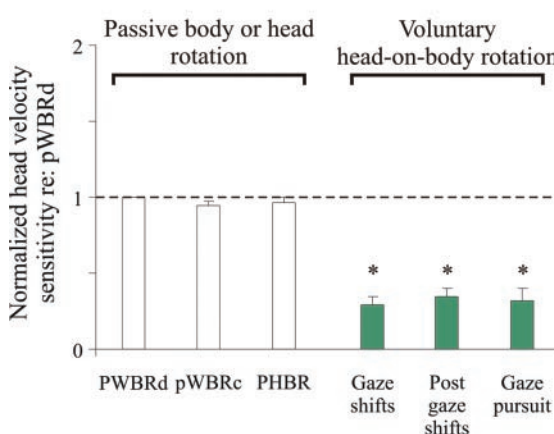 Passive body or head
rotation
Voluntary
head-on-body rotation
Normalized head velocity
sensitivity re: pWBRd
2
1
0
*
*
*
PWBRd
pWBRc
PHBR
Gaze
shifts
Post
gaze
shifts
Gaze
pursuit